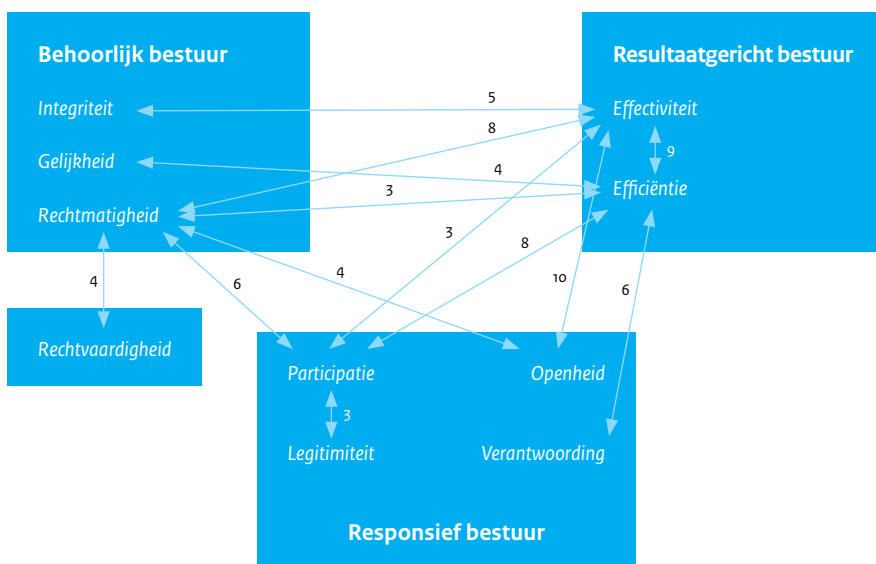 Behoorlijk bestuur
Integriteit
Gelijkheid
Rechtmatigheid
Resultaatgericht bestuur
Effectiviteit
9
Efficiëntie
5
8
4
3
3
8
4
6
4
10
6
Rechtvaardigheid
Participatie
Openheid
3
Legitimiteit
Verantwoording
Responsief bestuur